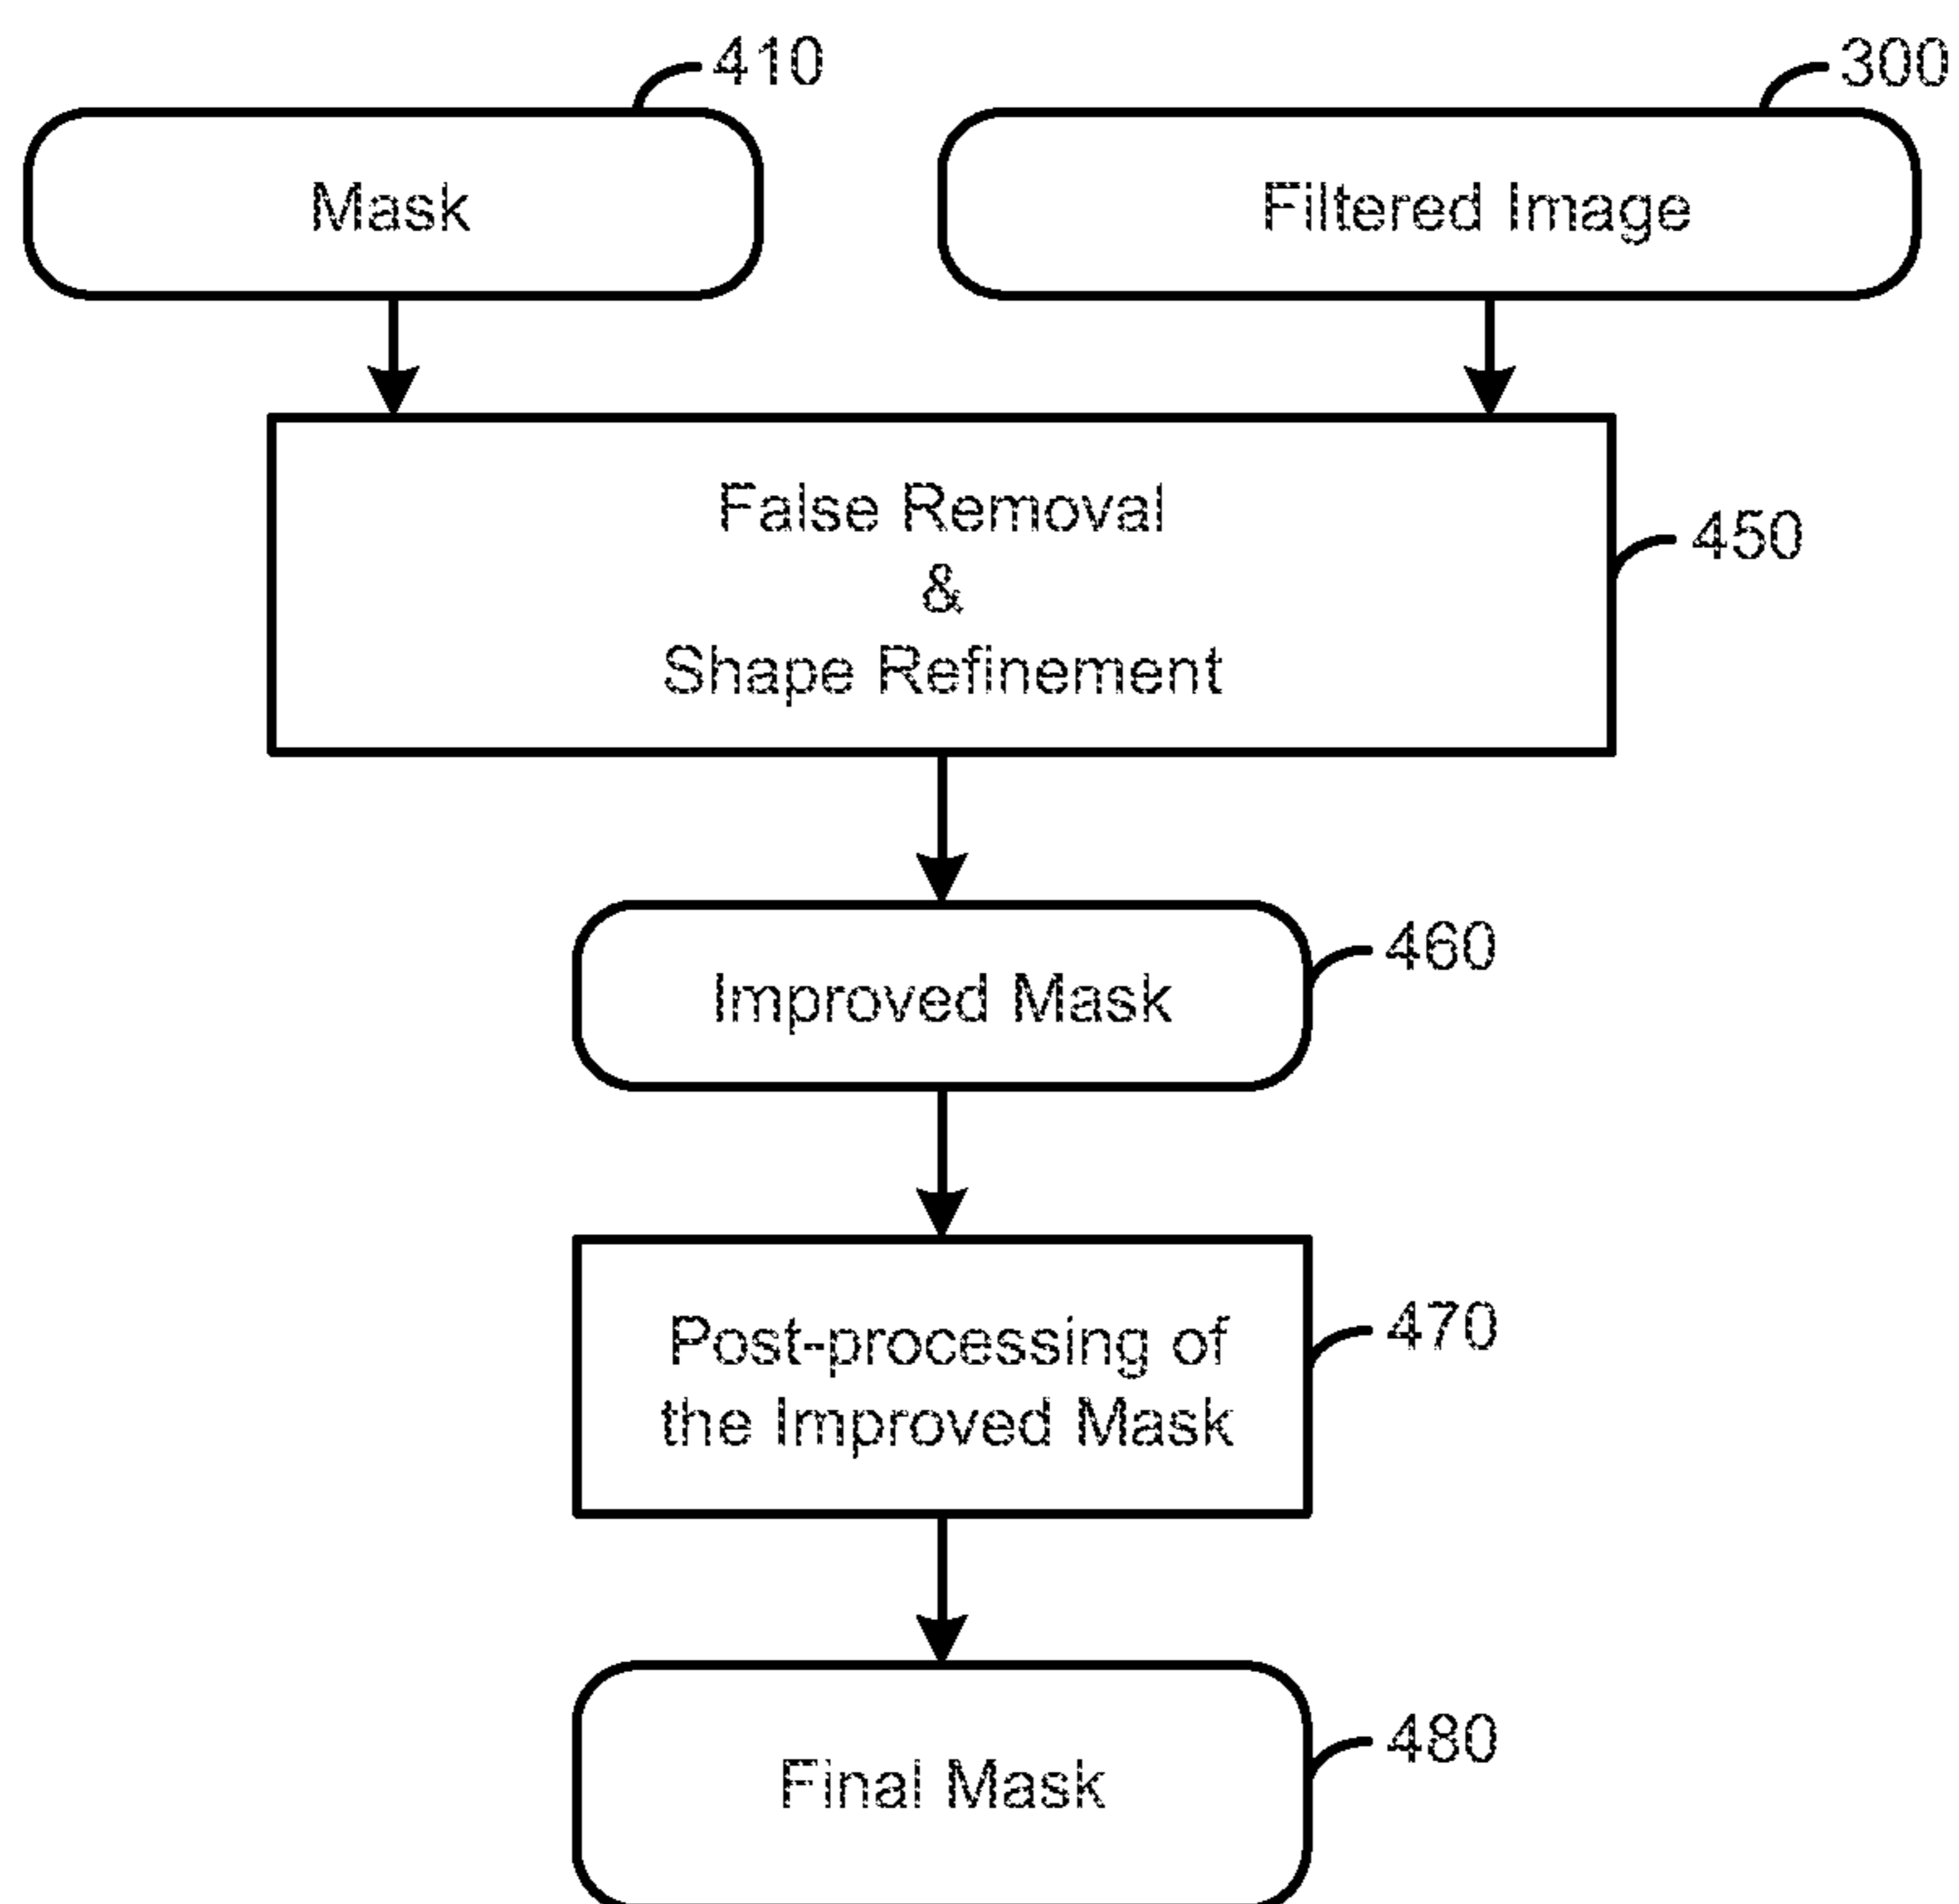 410
300
Mask
Filtered Image
False Removal
&
Shape Refinement
450
Improved Mask
460
Post-processing of
the Improved Mask
470
Final Mask
480